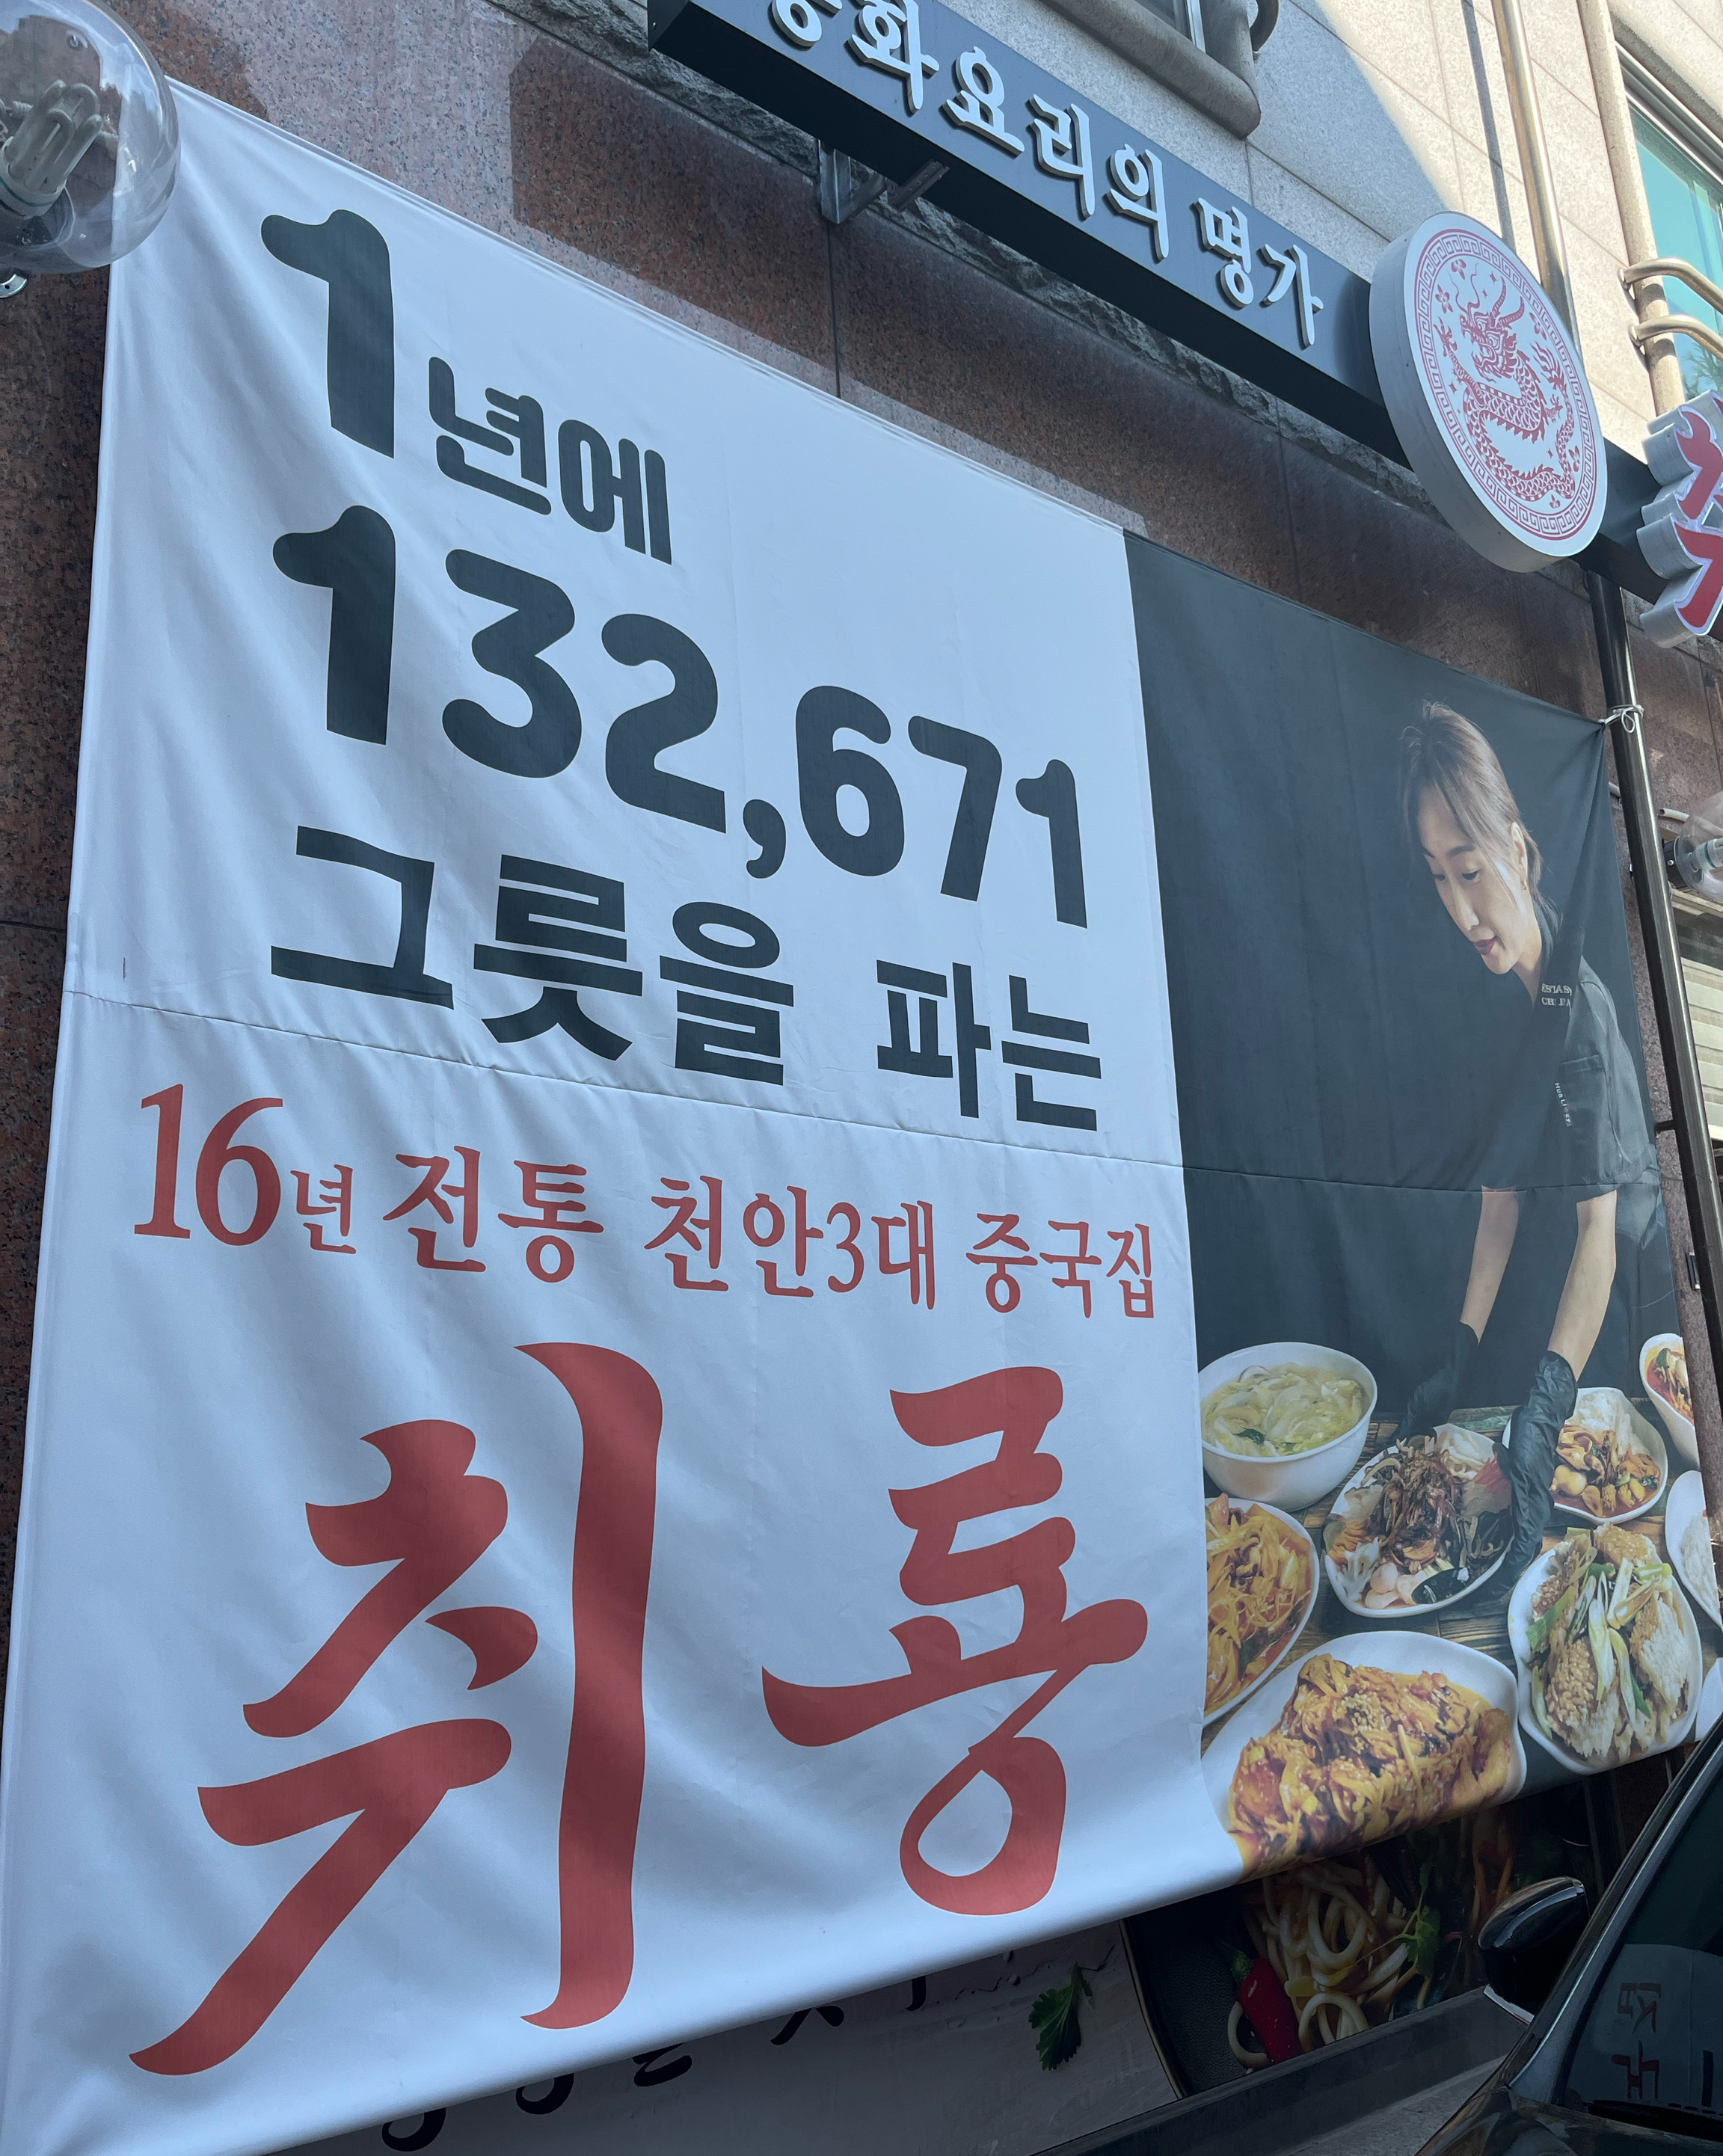 중화요리의 명가
1년에
132,671
그릇을 파는
16년 전통 천안3대 중국집
취룡